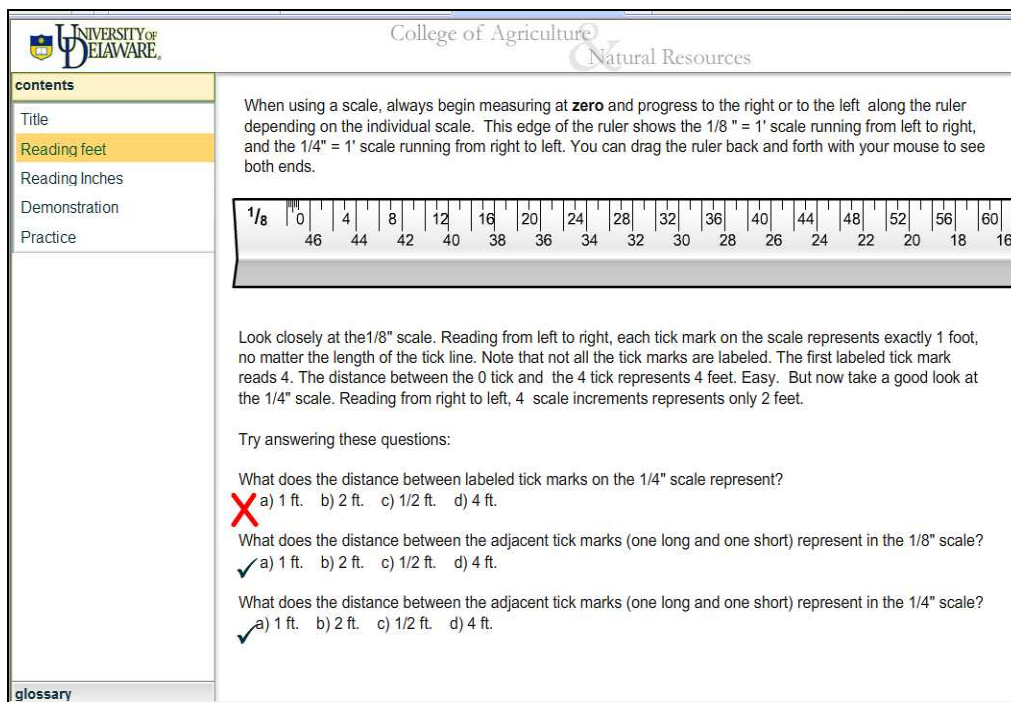 UNIVERSITY OF
DELAWARE.
College of Agriculture
&
Natural Resources
contents
Title
Reading feet
Reading Inches
Demonstration
Practice
glossary
When using a scale, always begin measuring at zero and progress to the right or to the left along the ruler
depending on the individual scale. This edge of the ruler shows the 1/8 " = 1' scale running from left to right,
and the 1/4" = 1' scale running from right to left. You can drag the ruler back and forth with your mouse to see
both ends.
1/8 0 4 8 12 16 20 24 28 32 36 40 44 48 52 56 60
46 44 42 40 38 36 34 32 30 28 26 24 22 20 18 16
Look closely at the1/8" scale. Reading from left to right, each tick mark on the scale represents exactly 1 foot,
no matter the length of the tick line. Note that not all the tick marks are labeled. The first labeled tick mark
reads 4. The distance between the 0 tick and the 4 tick represents 4 feet. Easy. But now take a good look at
the 1/4" scale. Reading from right to left, 4 scale increments represents only 2 feet.
Try answering these questions:
What does the distance between labeled tick marks on the 1/4" scale represent?
a) 1 ft. b) 2 ft. c) 1/2 ft. d) 4 ft.
What does the distance between the adjacent tick marks (one long and one short) represent in the 1/8" scale?
a) 1 ft. b) 2 ft. c) 1/2 ft. d) 4 ft.
What does the distance between the adjacent tick marks (one long and one short) represent in the 1/4" scale?
a) 1 ft. b) 2 ft. c) 1/2 ft. d) 4 ft.